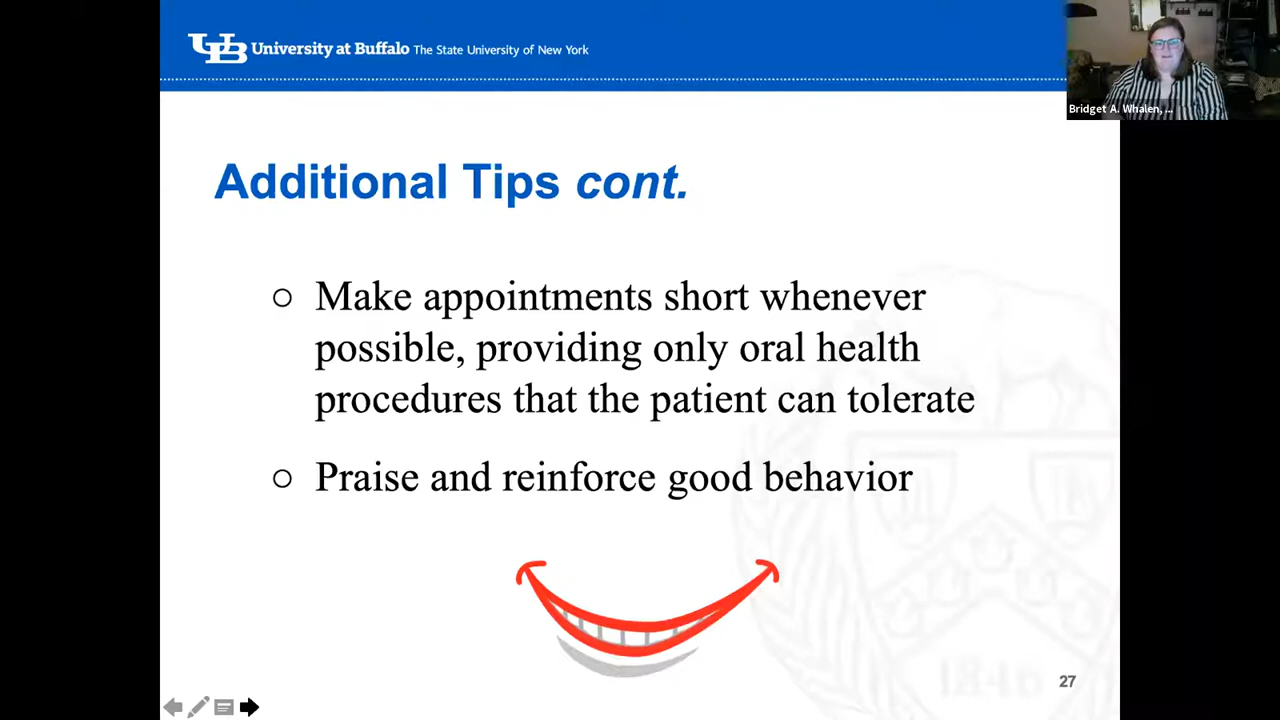 University at Buffalo The State University of New York
Bridget A. Whalen, ...
Additional Tips cont.
○ Make appointments short whenever
possible, providing only oral health
procedures that the patient can tolerate
○ Praise and reinforce good behavior
1846
27